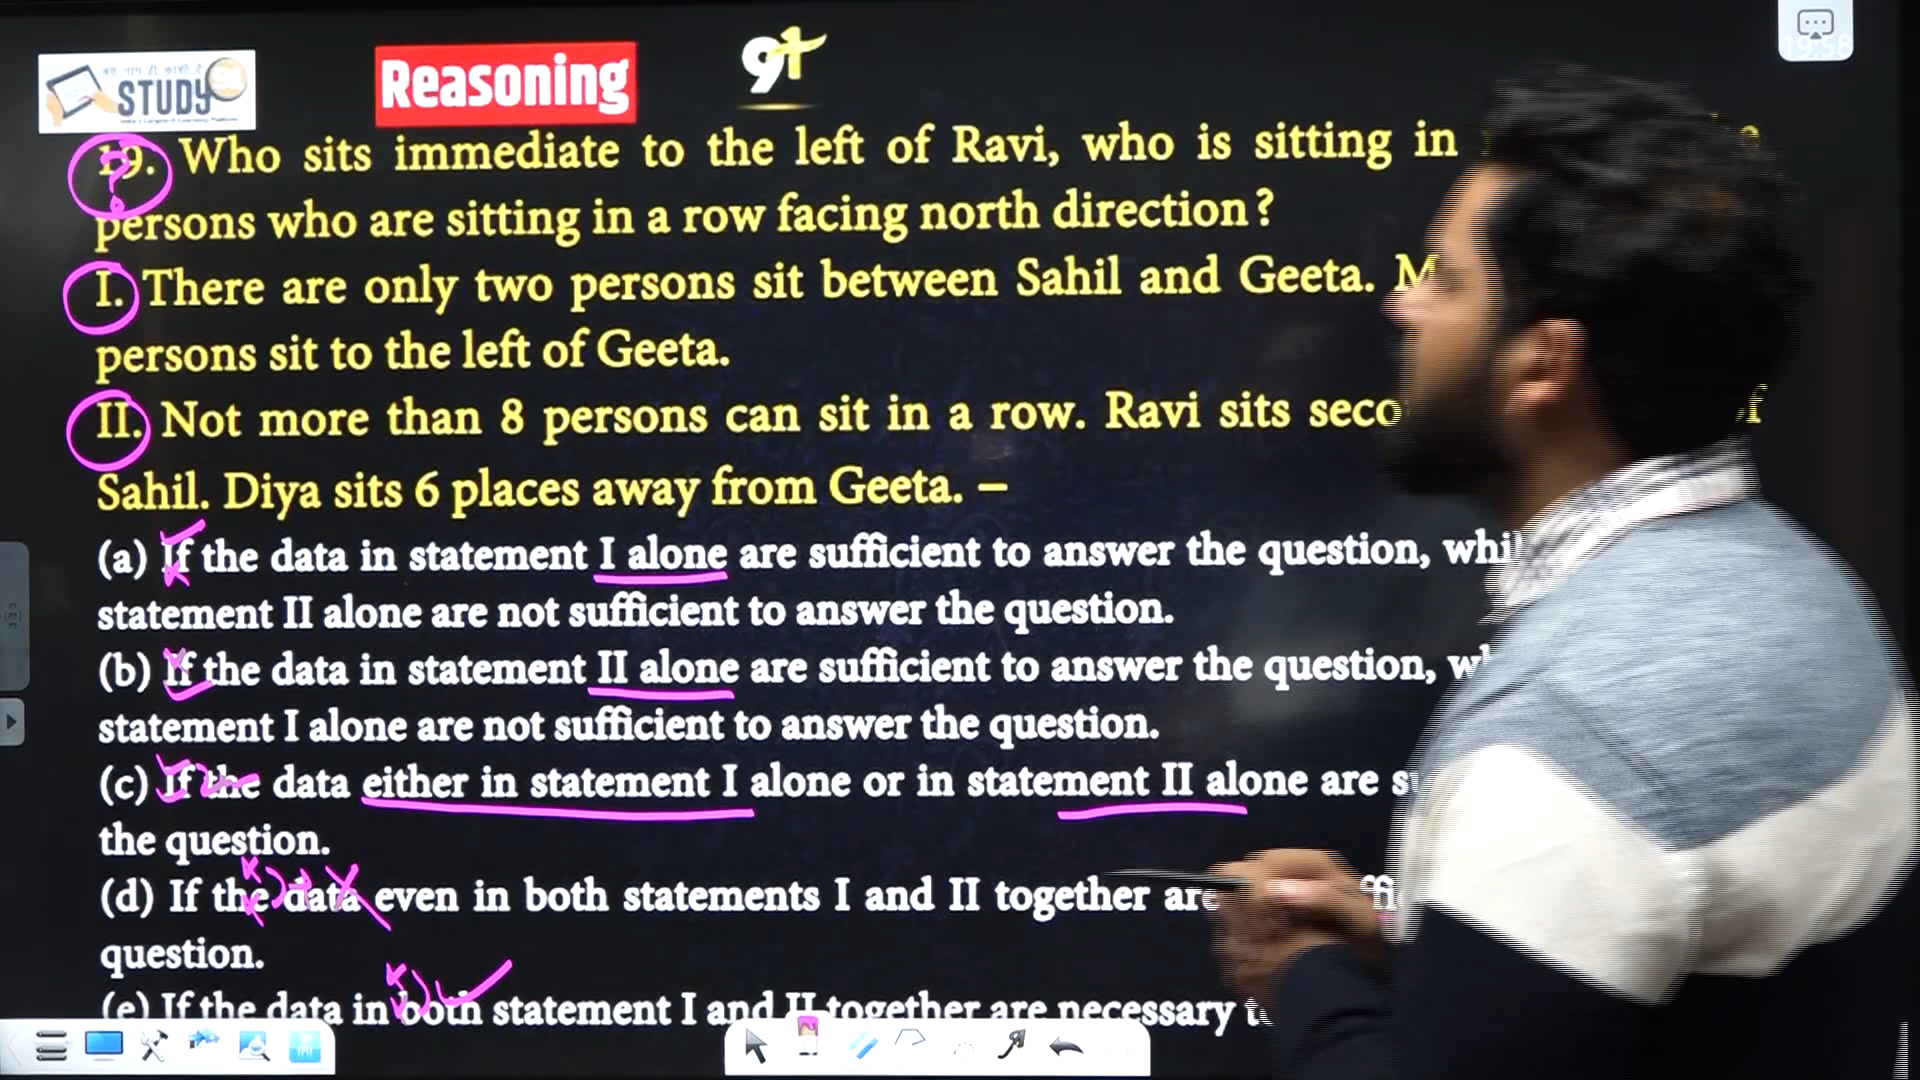 STUDY
Reasoning
91
19:58
19. Who sits immediate to the left of Ravi, who is sitting in
persons who are sitting in a row facing north direction?
I. There are only two persons sit between Sahil and Geeta. M
persons sit to the left of Geeta.
II. Not more than 8 persons can sit in a row. Ravi sits seco
Sahil. Diya sits 6 places away from Geeta. –
(a) If the data in statement I alone are sufficient to answer the question, whil
statement II alone are not sufficient to answer the question.
(b) If the data in statement II alone are sufficient to answer the question, wh
statement I alone are not sufficient to answer the question.
(c) If the data either in statement I alone or in statement II alone are su
the question.
(d) If the data even in both statements I and II together are
question.
(e) If the data in both statement I and II together are necessary t